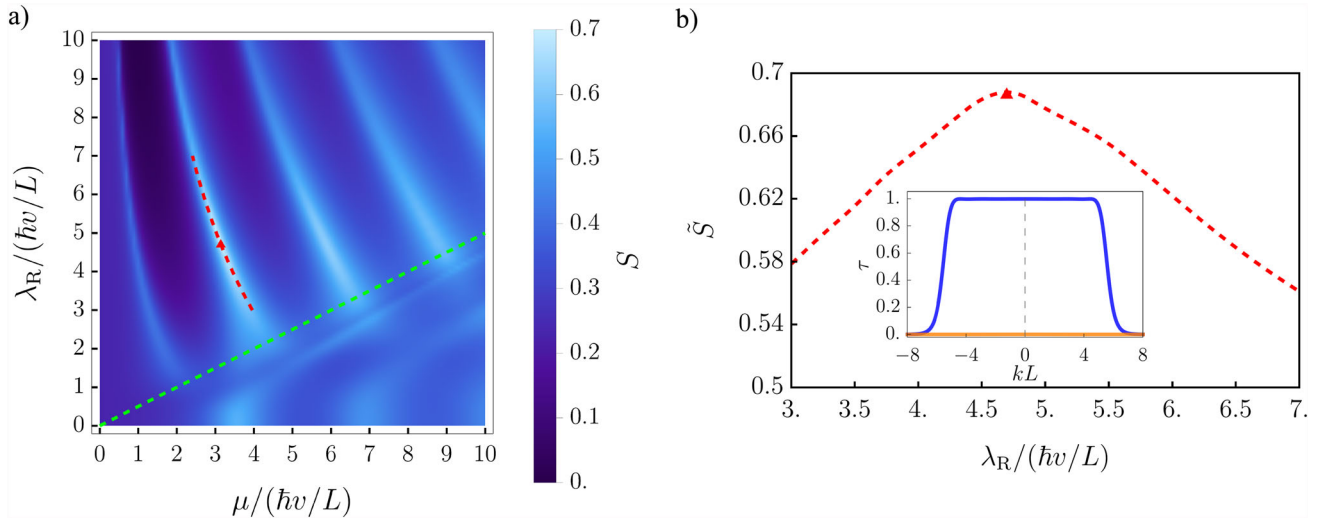 a)
10
9
8
7
6
5
4
3
2
1
0
λ_R/(ħv/L)
0 1 2 3 4 5 6 7 8 9 10
μ/(ħv/L)
0.7
0.6
0.5
0.4
0.3
0.2
0.1
0.
S
b)
0.7
0.66
0.62
0.58
0.54
0.5
S̃
3. 3.5 4. 4.5 5. 5.5 6. 6.5 7.
λ_R/(ħv/L)
1.
0.8
0.6
0.4
0.2
0.
τ
−8 −4 0 4 8
kL